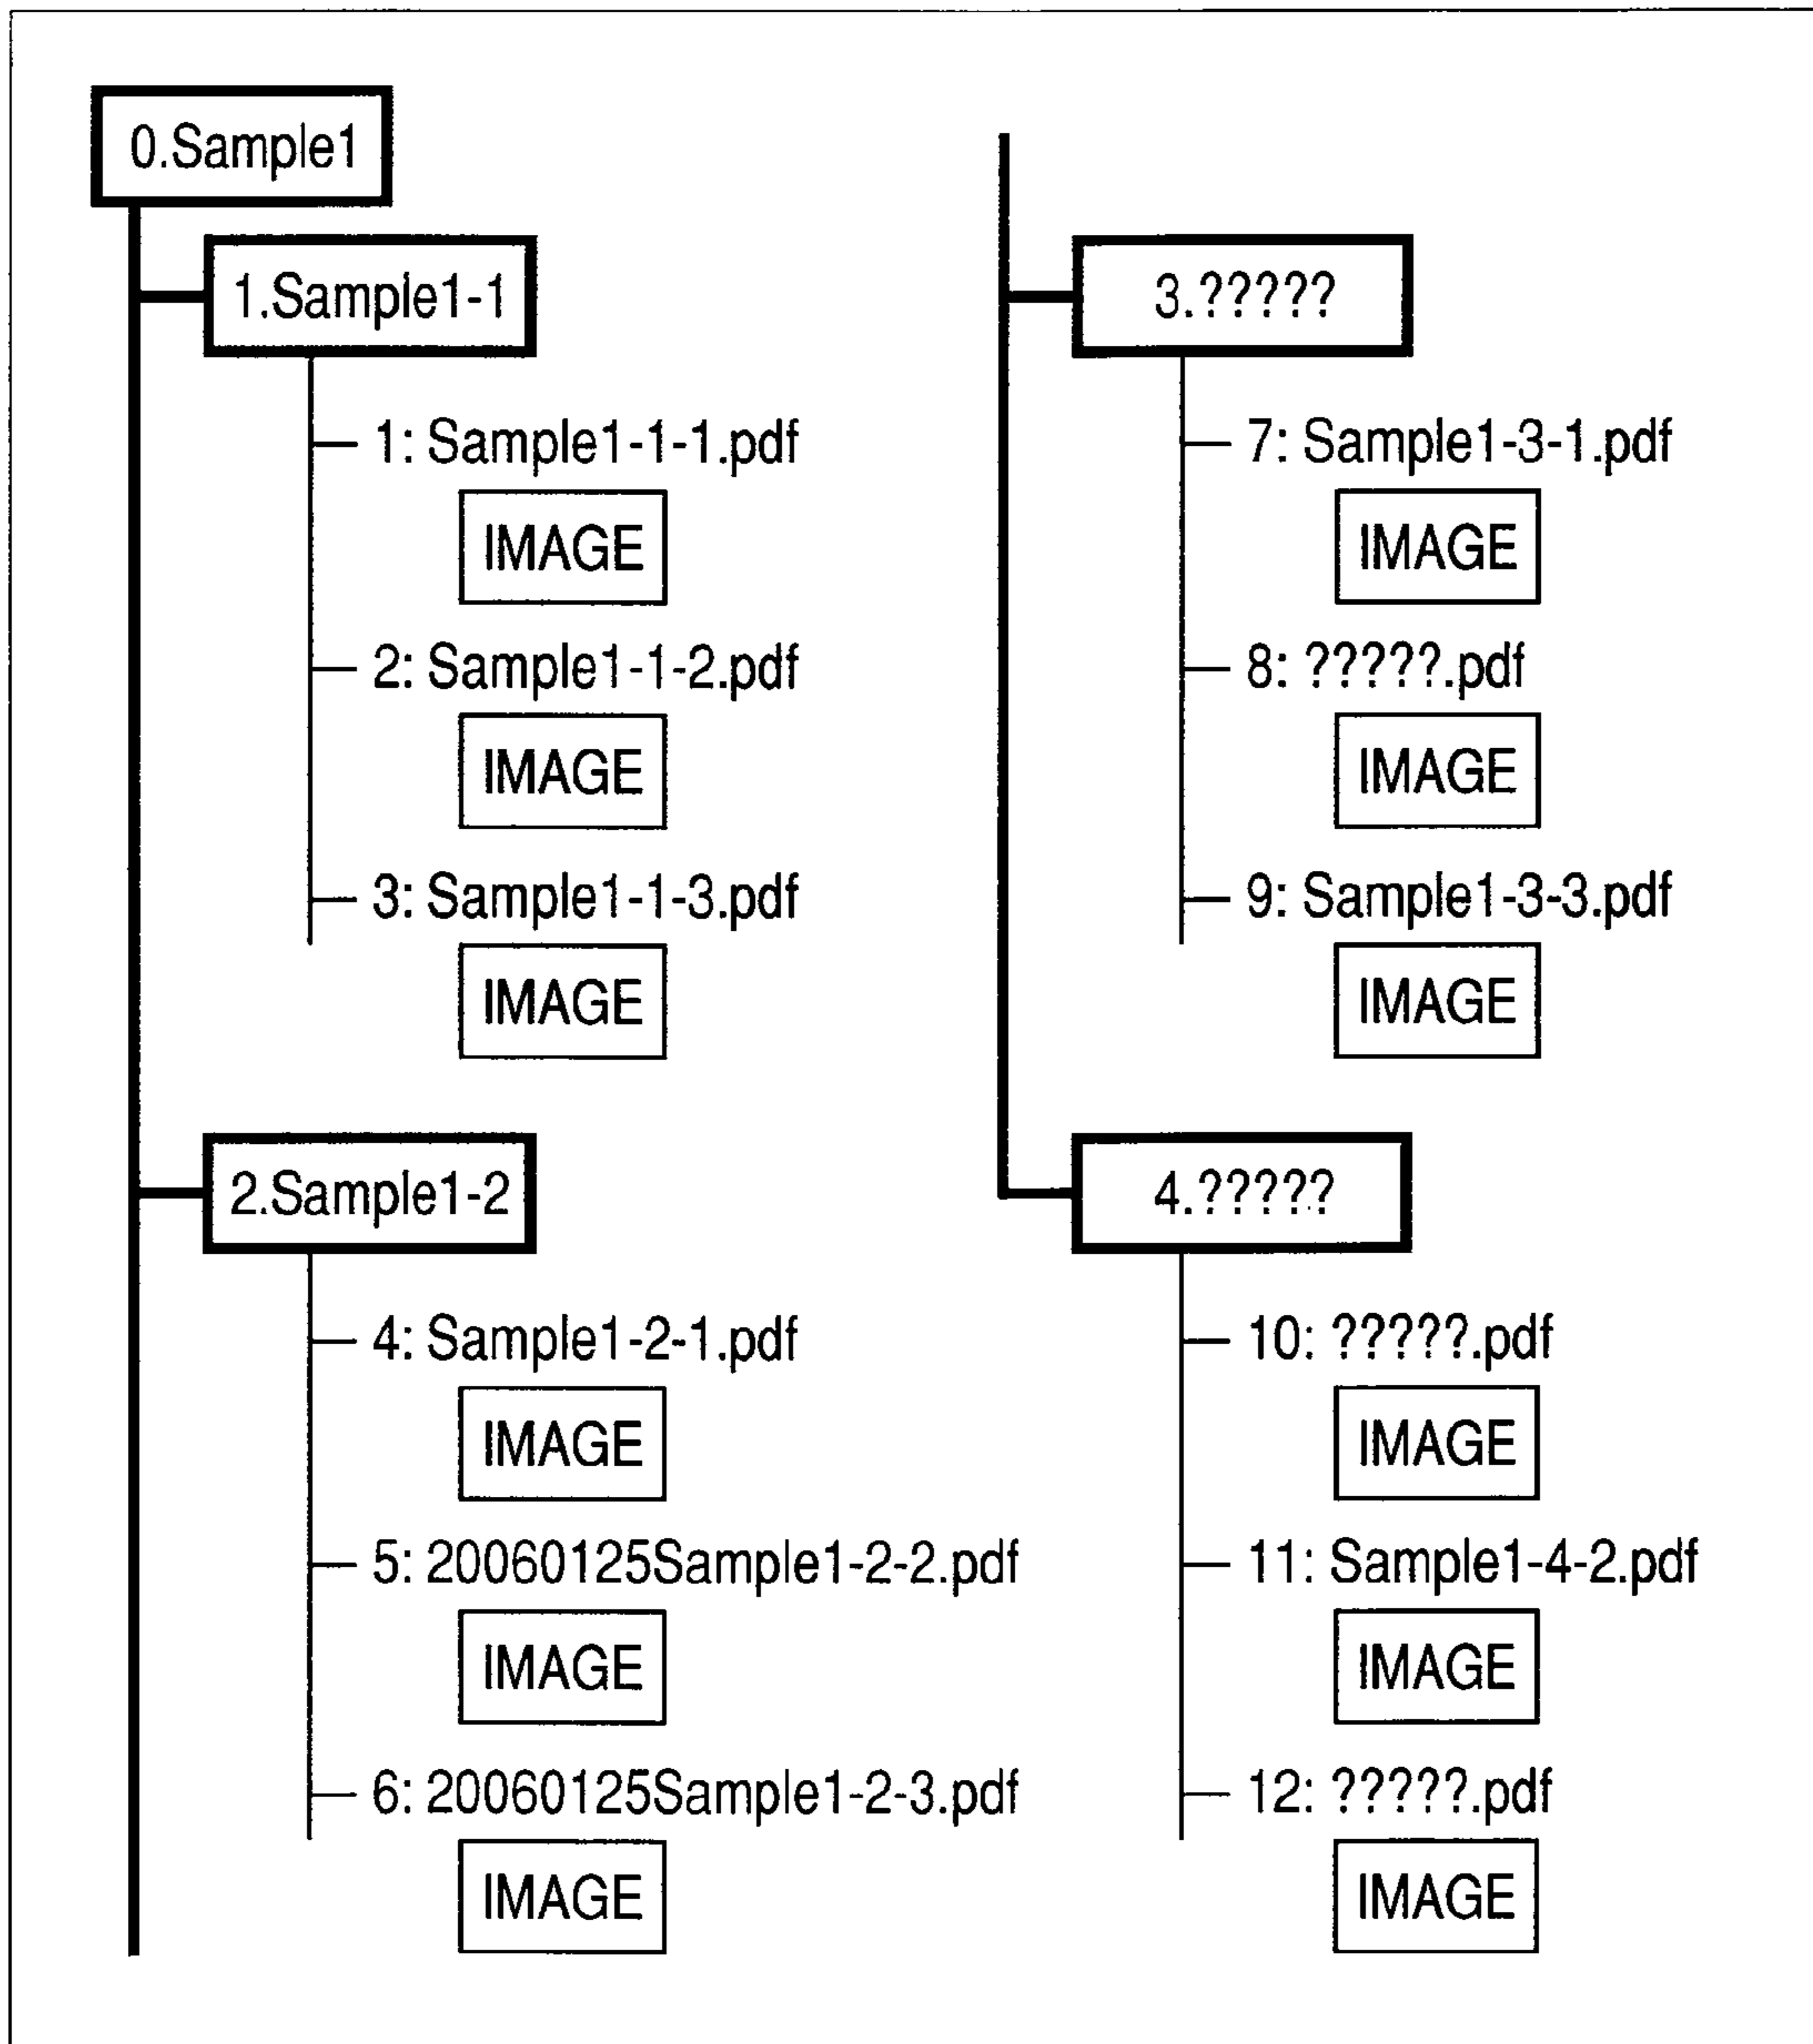 0.Sample1
1.Sample1-1
1: Sample1-1-1.pdf
IMAGE
2: Sample1-1-2.pdf
IMAGE
3: Sample1-1-3.pdf
IMAGE
2.Sample1-2
4: Sample1-2-1.pdf
IMAGE
5: 20060125Sample1-2-2.pdf
IMAGE
6: 20060125Sample1-2-3.pdf
IMAGE
3.?????
7: Sample1-3-1.pdf
IMAGE
8: ?????.pdf
IMAGE
9: Sample1-3-3.pdf
IMAGE
4.?????
10: ?????.pdf
IMAGE
11: Sample1-4-2.pdf
IMAGE
12: ?????.pdf
IMAGE